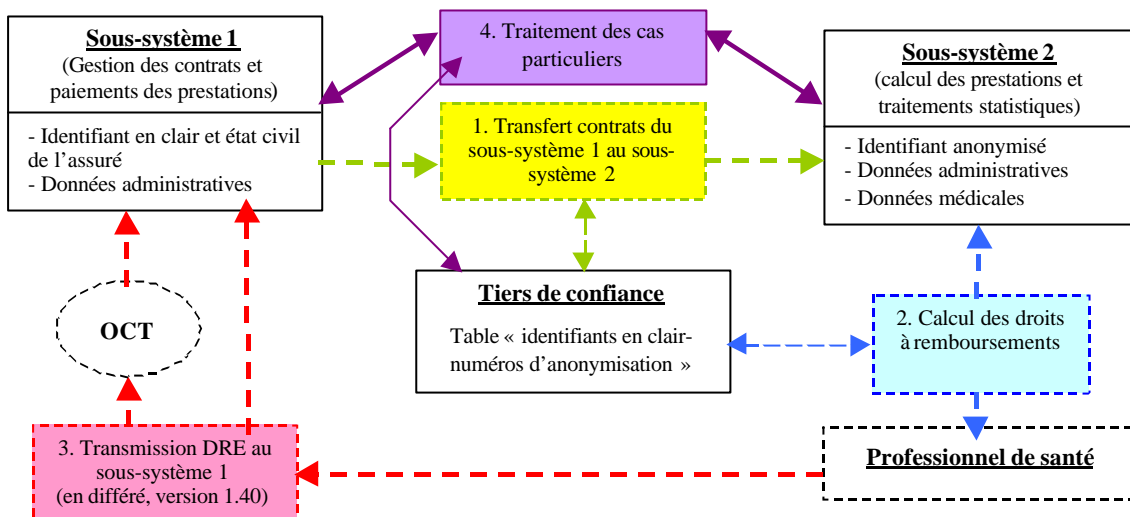 Sous-système 1
(Gestion des contrats et
paiements des prestations)
- Identifiant en clair et état civil
de l'assuré
- Données administratives
4. Traitement des cas
particuliers
1. Transfert contrats du
sous-système 1 au sous-
système 2
Sous-système 2
(calcul des prestations et
traitements statistiques)
- Identifiant anonymisé
- Données administratives
- Données médicales
OCT
Tiers de confiance
Table « identifiants en clair-
numéros d'anonymisation »
2. Calcul des droits
à remboursements
3. Transmission DRE au
sous-système 1
(en différé, version 1.40)
Professionnel de santé